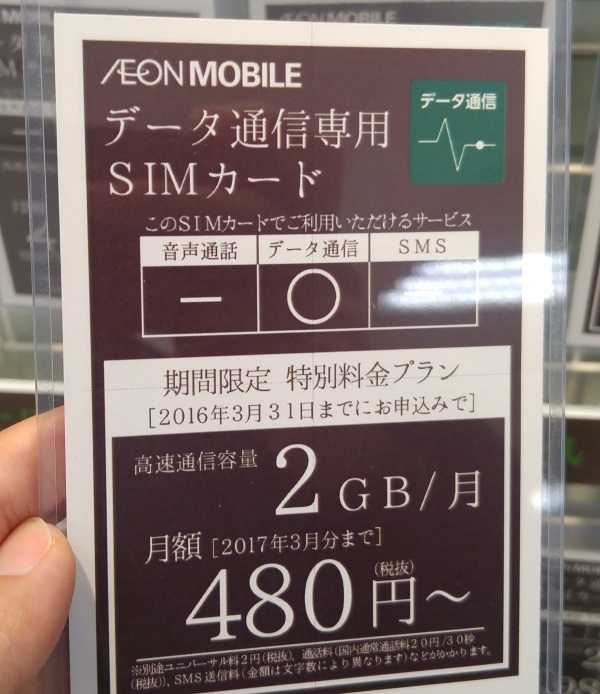 ÆON MOBILE
データ通信専用
SIMカード
データ通信
このSIMカードでご利用いただけるサービス
音声通話 データ通信 SMS
ー ○ ー
期間限定 特別料金プラン
[2016年3月31日までにお申込みで]
高速通信容量
2GB/月
月額[2017年3月分まで]
480円(税抜)～
※別途ユニバーサル料2円(税抜)、通話料(国内通常通話料20円/30秒
(税抜))、SMS送信料(金額は文字数により異なります)などがかかります。